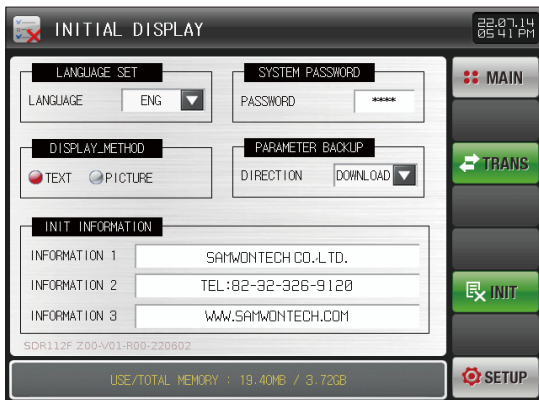 INITIAL DISPLAY
22.07.14
05 41 PM
LANGUAGE SET
LANGUAGE ENG
SYSTEM PASSWORD
PASSWORD ****
DISPLAY_METHOD
TEXT PICTURE
PARAMETER BACKUP
DIRECTION DOWNLOAD
INIT INFORMATION
INFORMATION 1 SAMWONTECH CO.,LTD.
INFORMATION 2 TEL:82-32-326-9120
INFORMATION 3 WWW.SAMWONTECH.COM
SDR112F Z00-V01-R00-220602
USE/TOTAL MEMORY : 19.40MB / 3.72GB
MAIN
TRANS
INIT
SETUP